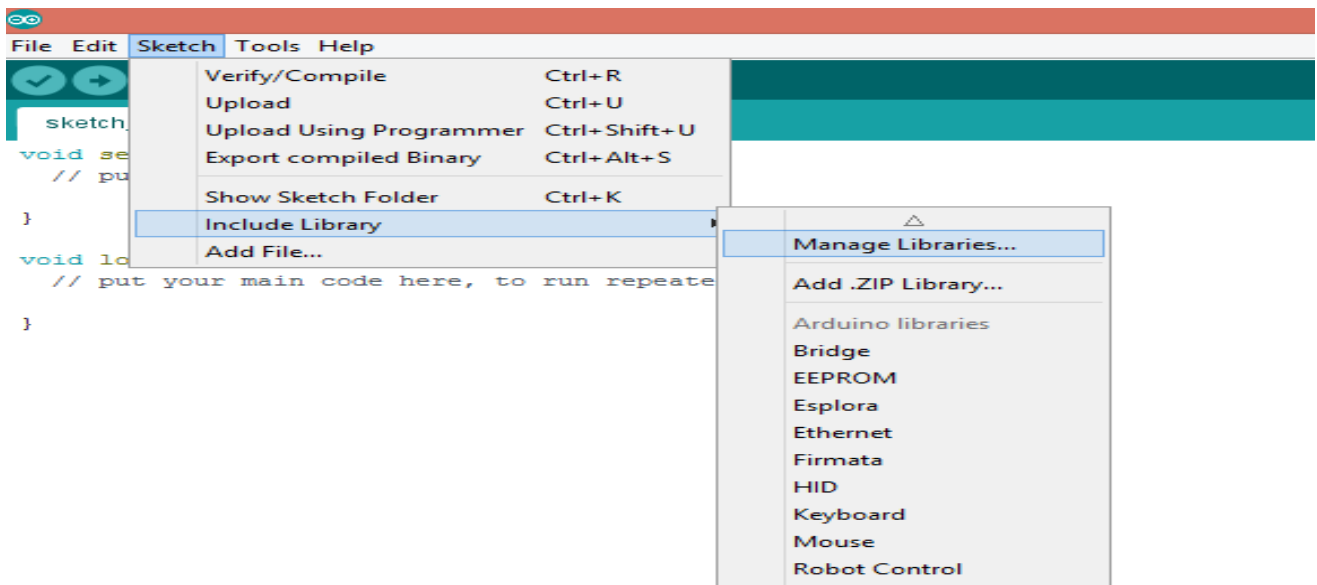 File Edit Sketch Tools Help
Verify/Compile Ctrl+R
Upload Ctrl+U
Upload Using Programmer Ctrl+Shift+U
Export compiled Binary Ctrl+Alt+S
Show Sketch Folder Ctrl+K
Include Library
Add File...
Manage Libraries...
Add .ZIP Library...
Arduino libraries
Bridge
EEPROM
Esplora
Ethernet
Firmata
HID
Keyboard
Mouse
Robot Control
sketch_
void se
// pu
}
void lo
// put your main code here, to run repeate
}